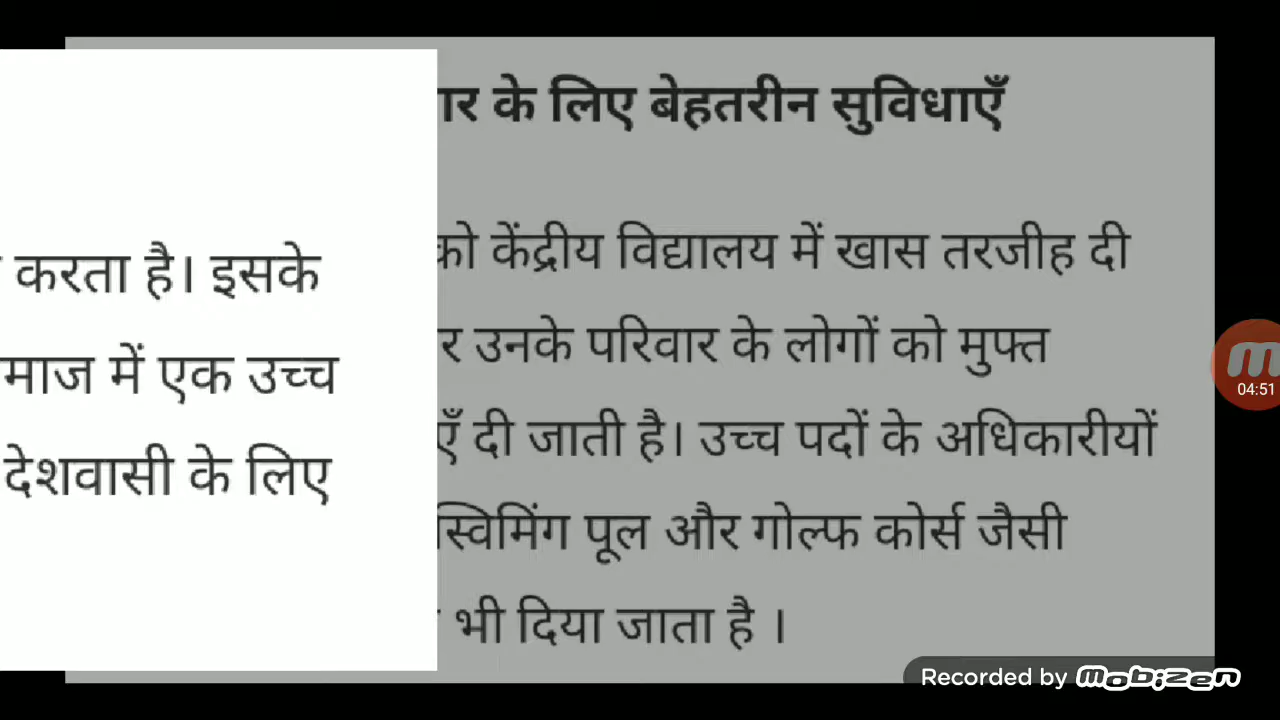 करता है। इसके
माज में एक उच्च
देशवासी के लिए
ार के लिए बेहतरीन सुविधाएँ
को केंद्रीय विद्यालय में खास तरजीह दी
र उनके परिवार के लोगों को मुफ्त
एँ दी जाती है। उच्च पदों के अधिकारीयों
स्विमिंग पूल और गोल्फ कोर्स जैसी
भी दिया जाता है ।
04:51
Recorded by mobizen